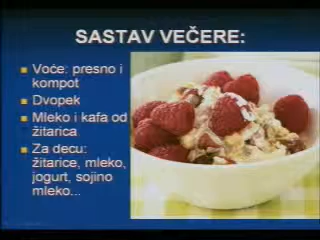 SASTAV VEČERE:
Voće: presno i
kompot
Dvopek
Mleko i kafa od
žitarica
Za decu:
žitarice, mleko,
jogurt, sojino
mleko...